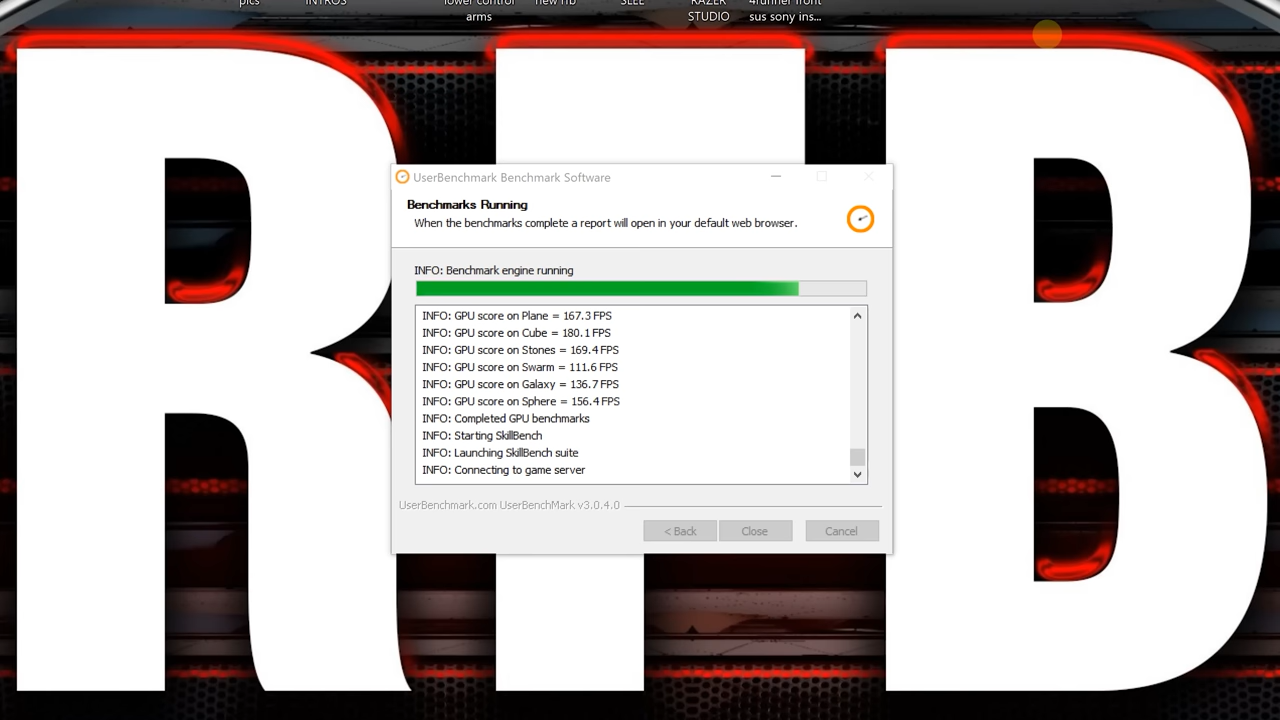 pics
INTROS
lower control
arms
new rfb
SLEE
RAZER
STUDIO
4runner front
sus sony ins...
RFB
UserBenchmark Benchmark Software
Benchmarks Running
When the benchmarks complete a report will open in your default web browser.
INFO: Benchmark engine running
INFO: GPU score on Plane = 167.3 FPS
INFO: GPU score on Cube = 180.1 FPS
INFO: GPU score on Stones = 169.4 FPS
INFO: GPU score on Swarm = 111.6 FPS
INFO: GPU score on Galaxy = 136.7 FPS
INFO: GPU score on Sphere = 156.4 FPS
INFO: Completed GPU benchmarks
INFO: Starting SkillBench
INFO: Launching SkillBench suite
INFO: Connecting to game server
UserBenchmark.com UserBenchMark v3.0.4.0
< Back
Close
Cancel